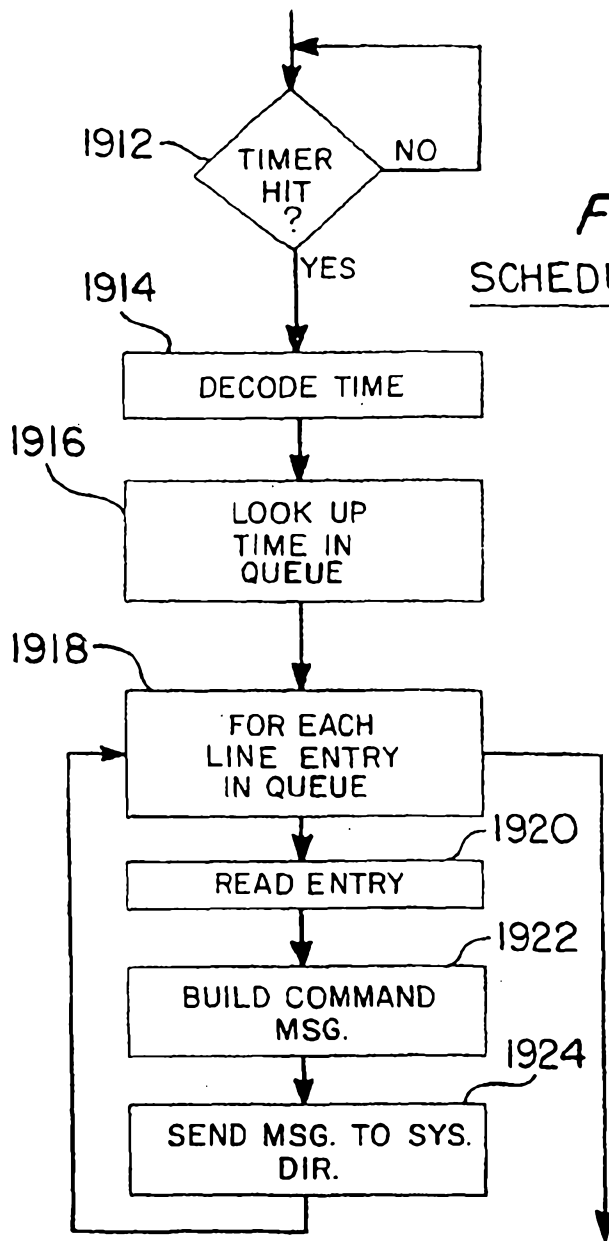 1912
TIMER
HIT
?
NO
YES
1914
DECODE TIME
1916
LOOK UP
TIME IN
QUEUE
1918
FOR EACH
LINE ENTRY
IN QUEUE
1920
READ ENTRY
1922
BUILD COMMAND
MSG.
1924
SEND MSG. TO SYS.
DIR.